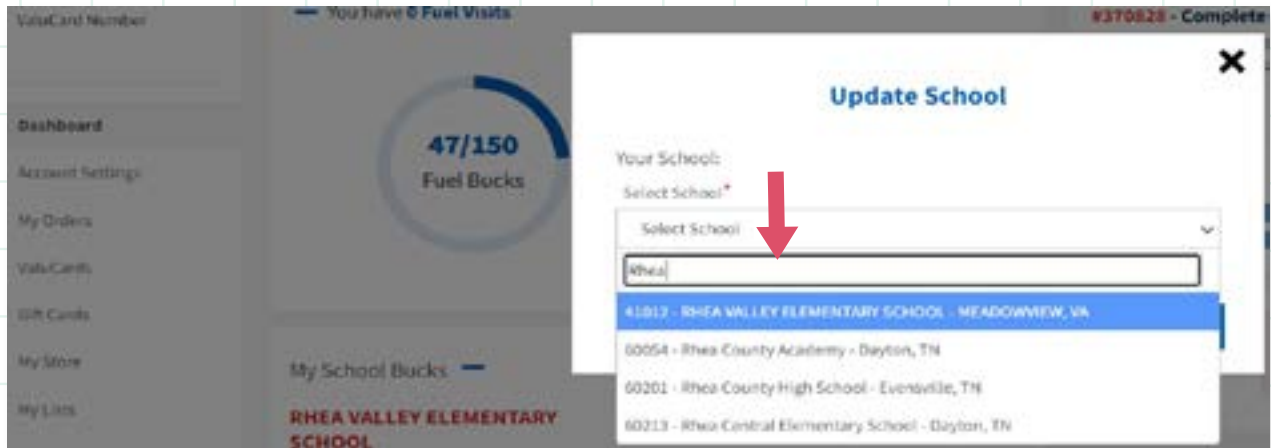 ValuCard Number
Dashboard
Account Settings
My Orders
ValuCards
Gift Cards
My Store
My Lists
You have 0 Fuel Visits
47/150
Fuel Bucks
My School Bucks
RHEA VALLEY ELEMENTARY
SCHOOL
#370828 - Complete
Update School
Your School:
Select School*
Select School
Rhea
41012 - RHEA VALLEY ELEMENTARY SCHOOL - MEADOWVIEW, VA
60054 - Rhea County Academy - Dayton, TN
60201 - Rhea County High School - Evensville, TN
60213 - Rhea Central Elementary School - Dayton, TN